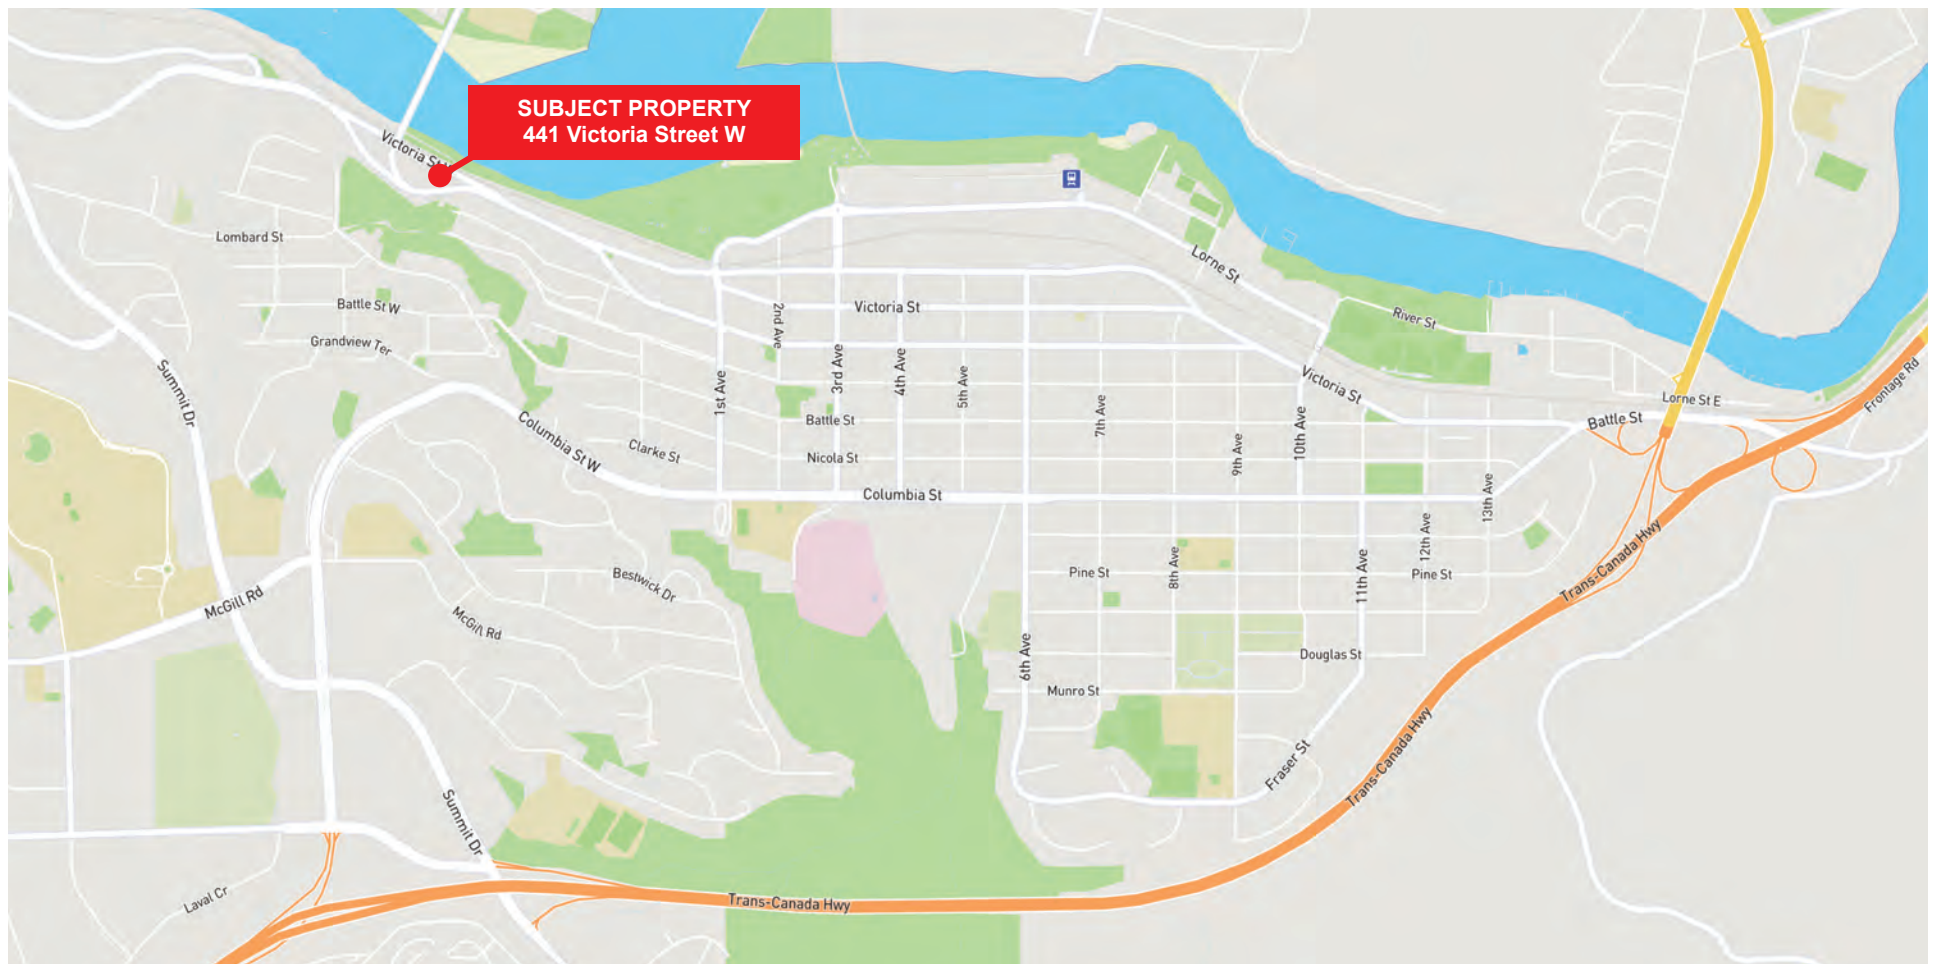 SUBJECT PROPERTY
441 Victoria Street W
Victoria St
Lombard St
Battle St W
Grandview Ter
Summit Dr
Columbia St W
Clarke St
1st Ave
2nd Ave
3rd Ave
4th Ave
5th Ave
Victoria St
Battle St
Nicola St
Columbia St
Lorne St
River St
Victoria St
7th Ave
9th Ave
10th Ave
Lorne St E
Battle St
Frontage Rd
13th Ave
12th Ave
11th Ave
8th Ave
6th Ave
Pine St
Pine St
Douglas St
Munro St
Fraser St
McGill Rd
McGill Rd
Bestwick Dr
Summit Dr
Laval Cr
Trans-Canada Hwy
Trans-Canada Hwy
Trans-Canada Hwy